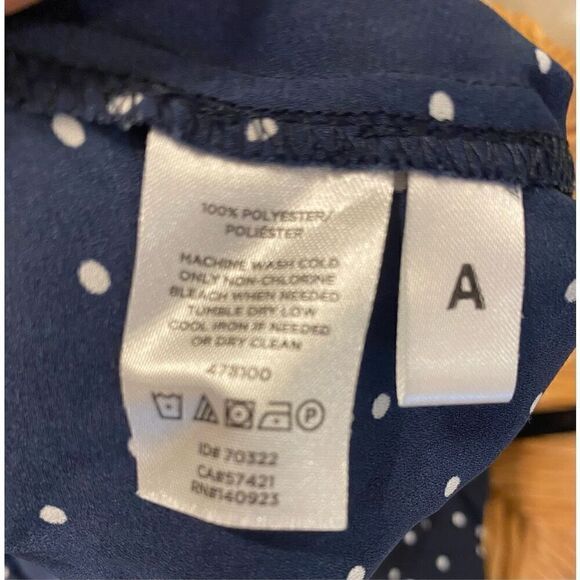 100% POLYESTER/
POLIÉSTER
MACHINE WASH COLD
ONLY NON-CHLORINE
BLEACH WHEN NEEDED
TUMBLE DRY LOW
COOL IRON IF NEEDED
OR DRY CLEAN
478100
P
ID# 70322
CA#57421
RN#140923
A